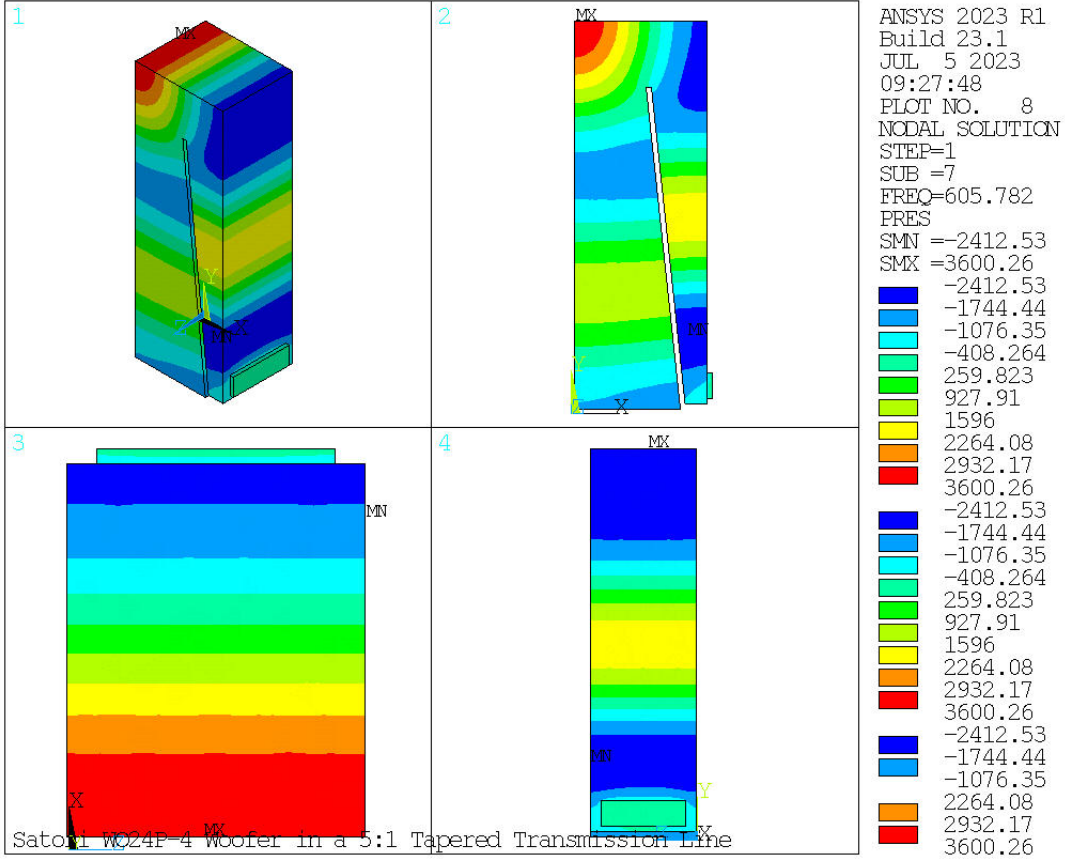 1
MX
Y
Z
X
MN
2
MX
MN
Y
Z X
3
MN
X
MX
Z
Satori WO24P-4 Woofer in a 5:1 Tapered Transmission Line
4
MX
MN
Y
X
ANSYS 2023 R1
Build 23.1
JUL 5 2023
09:27:48
PLOT NO. 8
NODAL SOLUTION
STEP=1
SUB =7
FREQ=605.782
PRES
SMN =-2412.53
SMX =3600.26
-2412.53
-1744.44
-1076.35
-408.264
259.823
927.91
1596
2264.08
2932.17
3600.26
-2412.53
-1744.44
-1076.35
-408.264
259.823
927.91
1596
2264.08
2932.17
3600.26
-2412.53
-1744.44
-1076.35
2264.08
2932.17
3600.26